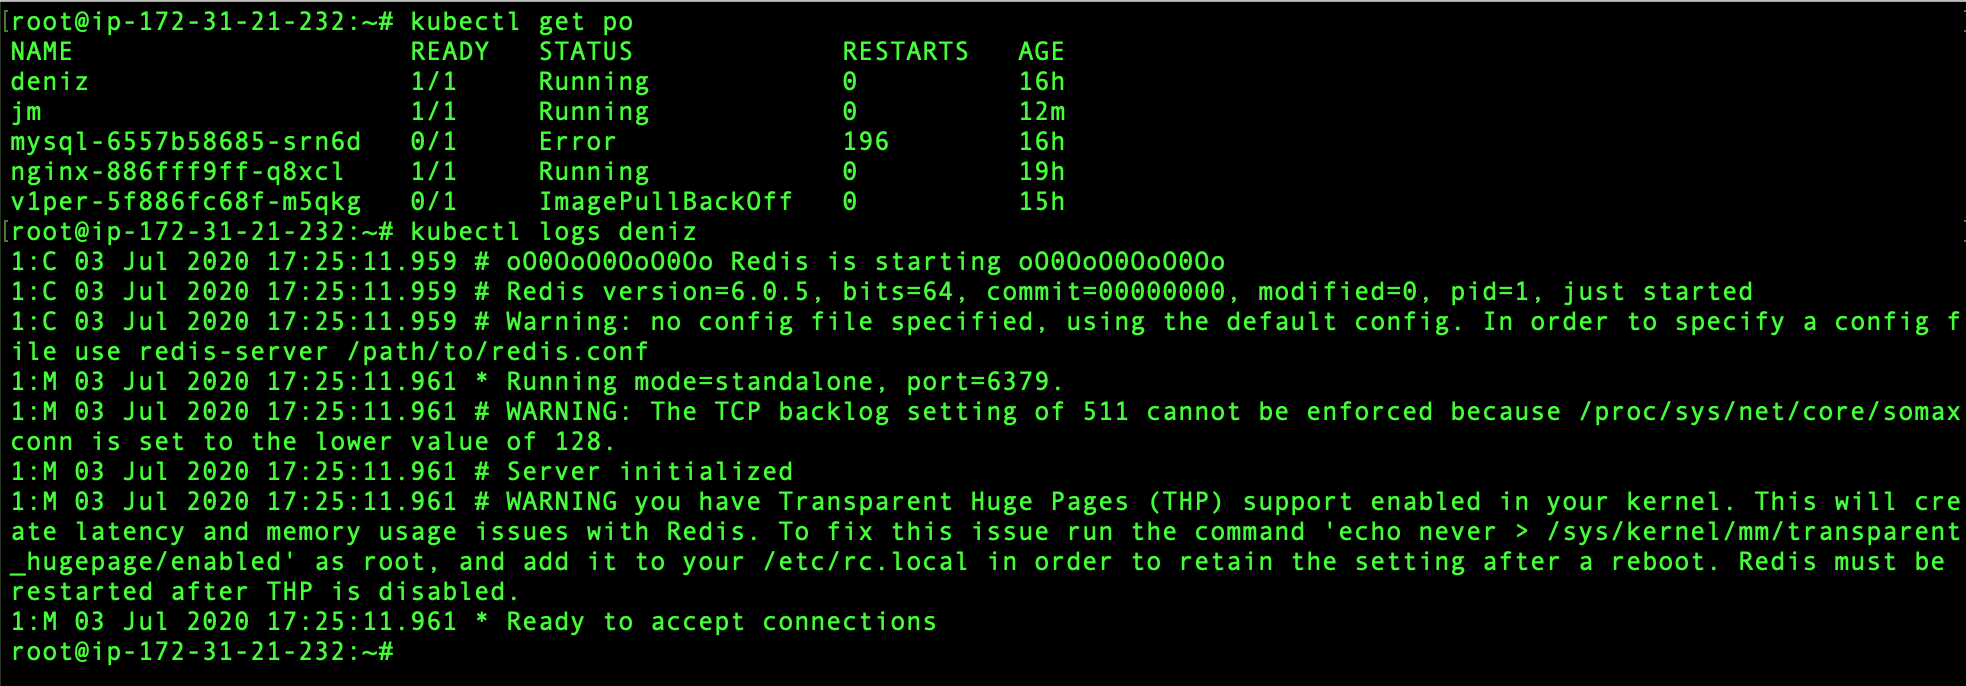 [root@ip-172-31-21-232:~# kubectl get po
NAME                     READY   STATUS             RESTARTS   AGE
deniz                    1/1     Running            0          16h
jm                       1/1     Running            0          12m
mysql-6557b58685-srn6d   0/1     Error              196        16h
nginx-886fff9ff-q8xcl    1/1     Running            0          19h
v1per-5f886fc68f-m5qkg   0/1     ImagePullBackOff   0          15h
[root@ip-172-31-21-232:~# kubectl logs deniz
1:C 03 Jul 2020 17:25:11.959 # oO0OoO0OoO0Oo Redis is starting oO0OoO0OoO0Oo
1:C 03 Jul 2020 17:25:11.959 # Redis version=6.0.5, bits=64, commit=00000000, modified=0, pid=1, just started
1:C 03 Jul 2020 17:25:11.959 # Warning: no config file specified, using the default config. In order to specify a config f
ile use redis-server /path/to/redis.conf
1:M 03 Jul 2020 17:25:11.961 * Running mode=standalone, port=6379.
1:M 03 Jul 2020 17:25:11.961 # WARNING: The TCP backlog setting of 511 cannot be enforced because /proc/sys/net/core/somax
conn is set to the lower value of 128.
1:M 03 Jul 2020 17:25:11.961 # Server initialized
1:M 03 Jul 2020 17:25:11.961 # WARNING you have Transparent Huge Pages (THP) support enabled in your kernel. This will cre
ate latency and memory usage issues with Redis. To fix this issue run the command 'echo never > /sys/kernel/mm/transparent
_hugepage/enabled' as root, and add it to your /etc/rc.local in order to retain the setting after a reboot. Redis must be
restarted after THP is disabled.
1:M 03 Jul 2020 17:25:11.961 * Ready to accept connections
root@ip-172-31-21-232:~#